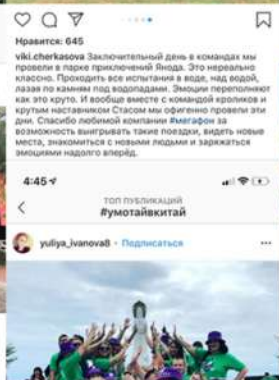 Нравится: 645
viki.cherkasova Заключительный день в командах мы
провели в парке приключений Янода. Это нереально
классно. Проходить все испытания в воде, над водой,
лазая по камням под водопадами. Эмоции переполняют
как это круто. И вообще вместе с командой кроликов и
крутым наставником Стасом мы офигенно провели эти
дни. Спасибо любимой компании #мегафон за
возможность выигрывать такие поездки, видеть новые
места, знакомиться с новыми людьми и заряжаться
эмоциями надолго вперёд.
4:45
ТОП ПУБЛИКАЦИЙ
#умотайвкитай
yuliya_ivanova8 • Подписаться